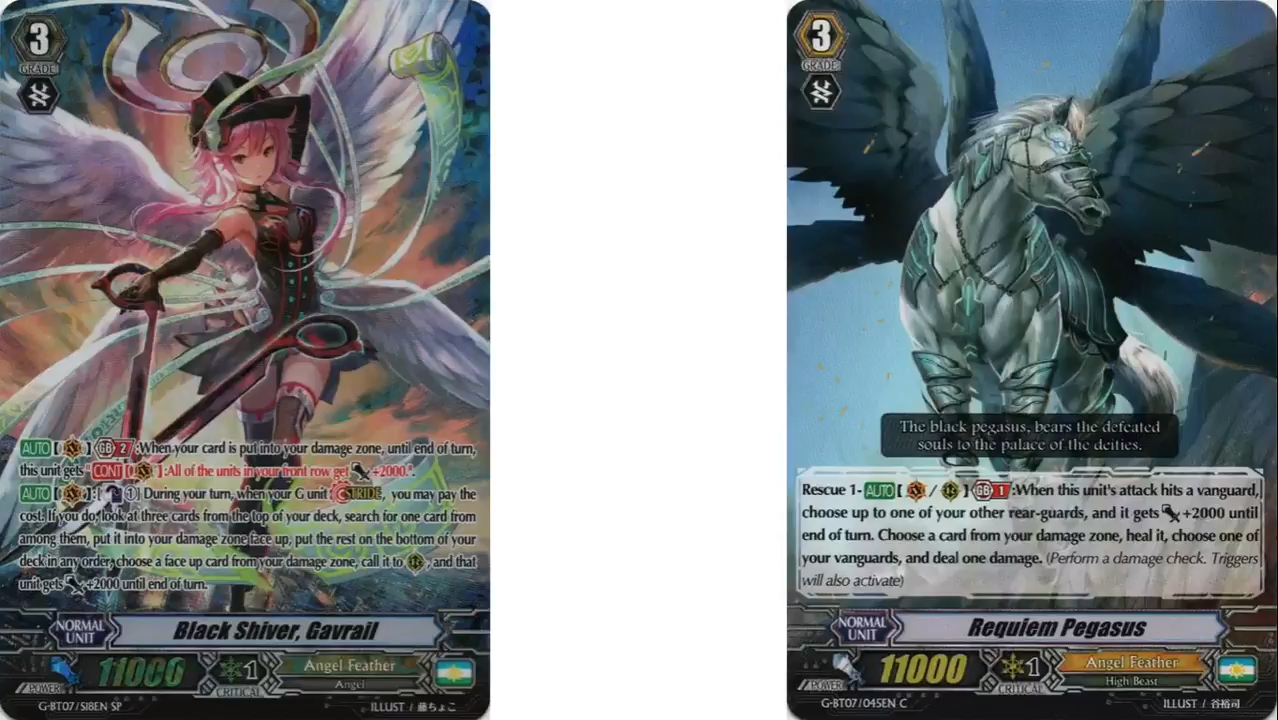 3
GRADE
AUTO [ ] GB 2 :When your card is put into your damage zone, until end of turn,
this unit gets "CONT [ ] :All of the units in your front row get +2000.".
AUTO [ ]:[ 1] During your turn, when your G unit STRIDE, you may pay the
cost. If you do, look at three cards from the top of your deck, search for one card from
among them, put it into your damage zone face up, put the rest on the bottom of your
deck in any order, choose a face up card from your damage zone, call it to , and that
unit gets +2000 until end of turn.
NORMAL
UNIT
Black Shiver, Gavrail
POWER
11000
1
CRITICAL
Angel Feather
Angel
G-BT07/S18EN SP
ILLUST / 藤ちょこ
3
GRADE
The black pegasus, bears the defeated
souls to the palace of the deities.
Rescue 1- AUTO [ / ] GB 1 :When this unit's attack hits a vanguard,
choose up to one of your other rear-guards, and it gets +2000 until
end of turn. Choose a card from your damage zone, heal it, choose one of
your vanguards, and deal one damage. (Perform a damage check. Triggers
will also activate)
NORMAL
UNIT
Requiem Pegasus
POWER
11000
1
CRITICAL
Angel Feather
High Beast
G-BT07/045EN C
ILLUST / 谷裕司